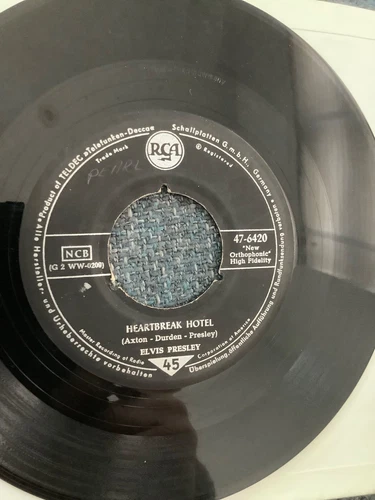 Product of TELDEC »Telefunken-Decca« Schallplatten G.m.b.H., Germany
Trade Mark
® Registered
RCA
47-6420
"New
Orthophonic"
High Fidelity
NCB
(G 2 WW-0209)
HEARTBREAK HOTEL
(Axton - Durden - Presley)
ELVIS PRESLEY
45
Master Recording of Radio Corporation of America
»Alle Hersteller- und Urheberrechte vorbehalten
Überspielung, öffentliche Aufführung und Rundfunksendung